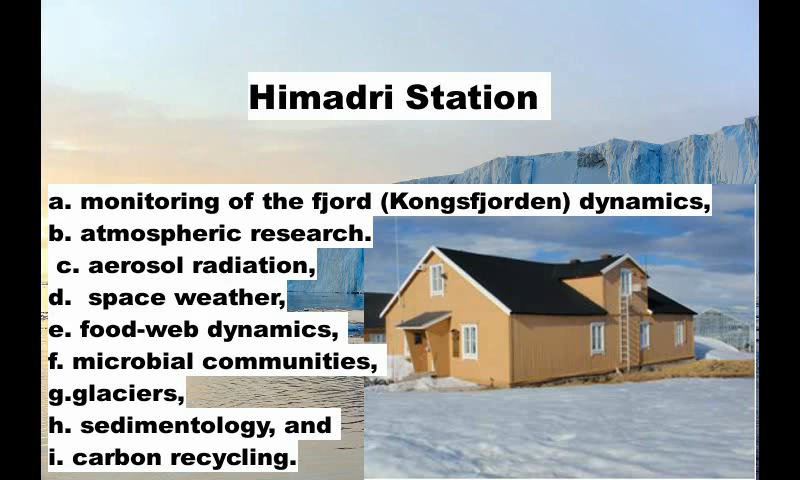 Himadri Station
a. monitoring of the fjord (Kongsfjorden) dynamics,
b. atmospheric research.
c. aerosol radiation,
d.  space weather,
e. food-web dynamics,
f. microbial communities,
g.glaciers,
h. sedimentology, and
i. carbon recycling.